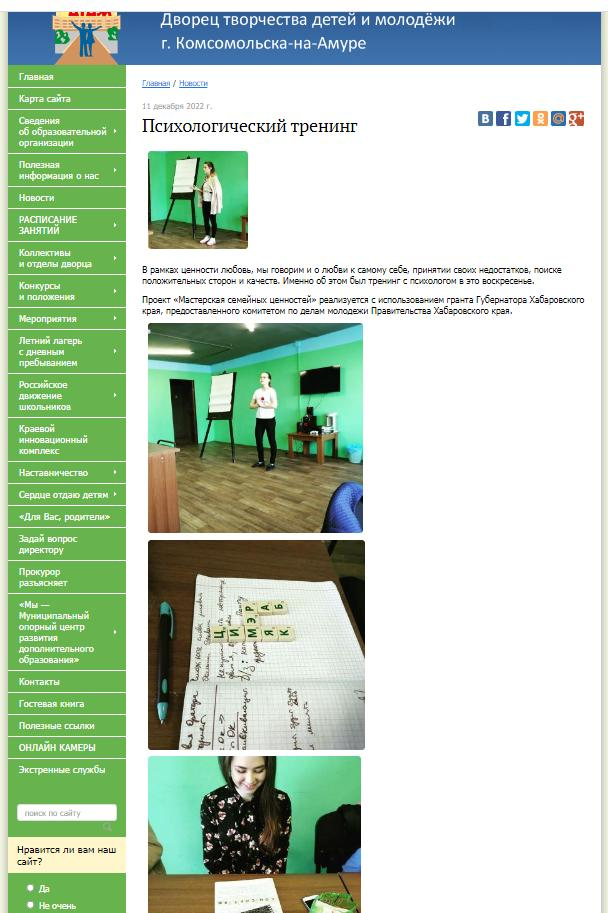 Дворец творчества детей и молодёжи
г. Комсомольска-на-Амуре
Главная
Карта сайта
Сведения
об образовательной
организации
Полезная
информация о нас
Новости
РАСПИСАНИЕ
ЗАНЯТИЙ
Коллективы
и отделы дворца
Конкурсы
и положения
Мероприятия
Летний лагерь
с дневным
пребыванием
Российское
движение
школьников
Краевой
инновационный
комплекс
Наставничество
Сердце отдаю детям
«Для Вас, родители»
Задай вопрос
директору
Прокурор
разъясняет
«Мы —
Муниципальный
опорный центр
развития
дополнительного
образования»
Контакты
Гостевая книга
Полезные ссылки
ОНЛАЙН КАМЕРЫ
Экстренные службы
поиск по сайту
Нравится ли вам наш
сайт?
Да
Не очень
Главная / Новости
11 декабря 2022 г.
Психологический тренинг
В рамках ценности любовь, мы говорим и о любви к самому себе, принятии своих недостатков, поиске
положительных сторон и качеств. Именно об этом был тренинг с психологом в это воскресенье.
Проект «Мастерская семейных ценностей» реализуется с использованием гранта Губернатора Хабаровского
края, предоставленного комитетом по делам молодежи Правительства Хабаровского края.